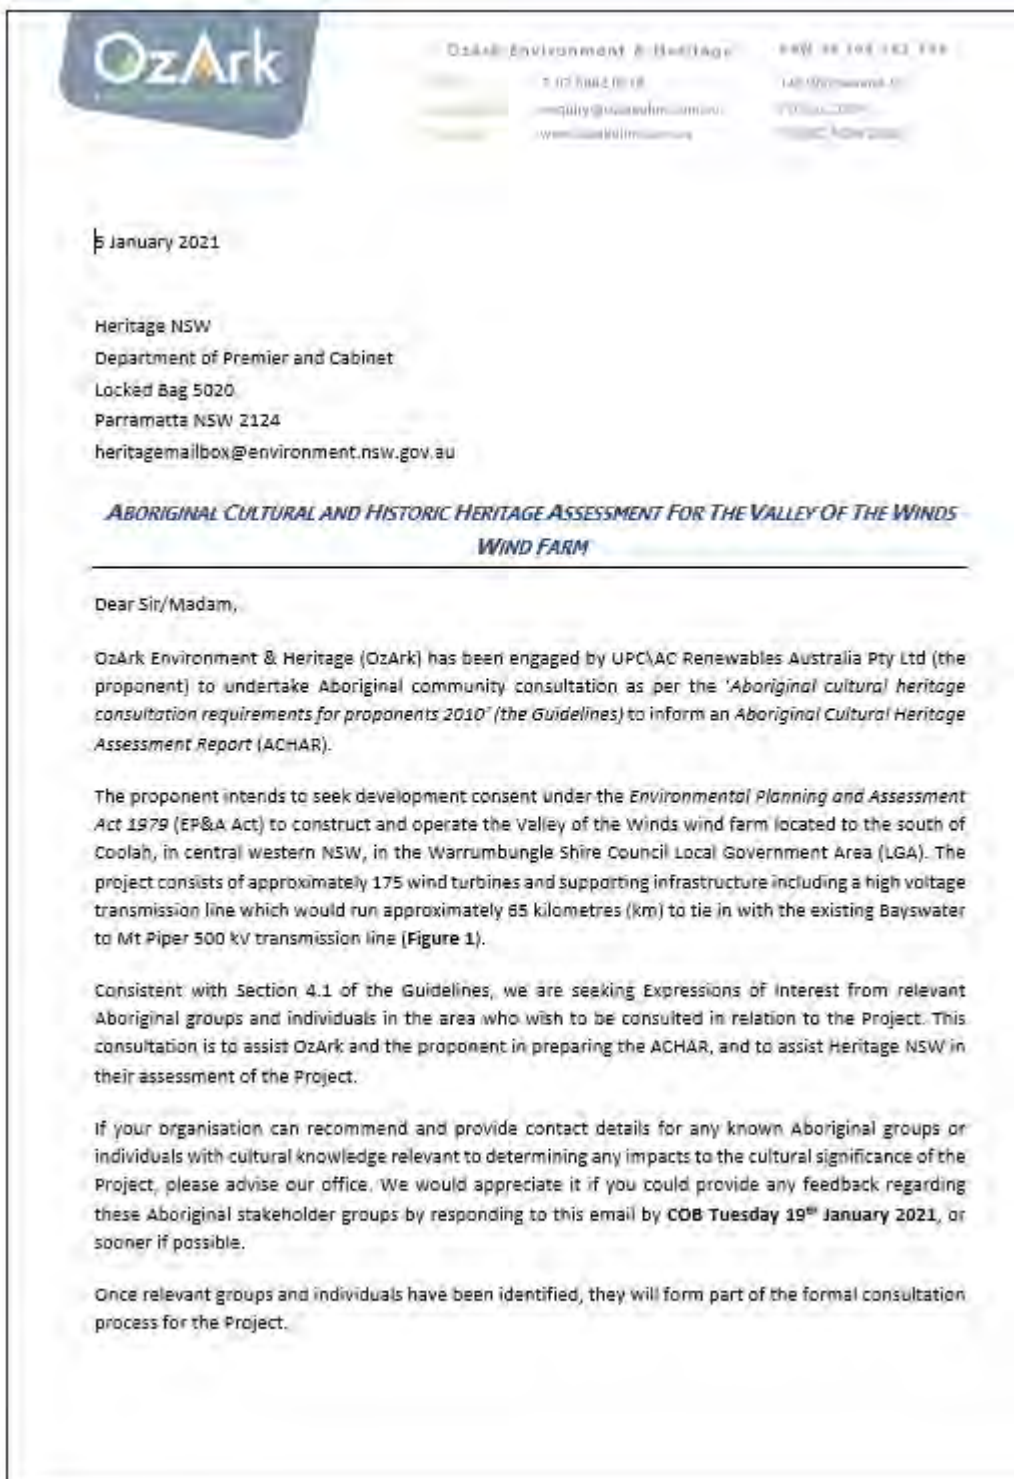 OzArk
OzArk Environment & Heritage
5 January 2021
Heritage NSW
Department of Premier and Cabinet
Locked Bag 5020
Parramatta NSW 2124
heritagemailbox@environment.nsw.gov.au
ABORIGINAL CULTURAL AND HISTORIC HERITAGE ASSESSMENT FOR THE VALLEY OF THE WINDS
WIND FARM
Dear Sir/Madam,
OzArk Environment & Heritage (OzArk) has been engaged by UPC\AC Renewables Australia Pty Ltd (the
proponent) to undertake Aboriginal community consultation as per the 'Aboriginal cultural heritage
consultation requirements for proponents 2010' (the Guidelines) to inform an Aboriginal Cultural Heritage
Assessment Report (ACHAR).
The proponent intends to seek development consent under the Environmental Planning and Assessment
Act 1979 (EP&A Act) to construct and operate the Valley of the Winds wind farm located to the south of
Coolah, in central western NSW, in the Warrumbungle Shire Council Local Government Area (LGA). The
project consists of approximately 175 wind turbines and supporting infrastructure including a high voltage
transmission line which would run approximately kilometres (km) to tie in with the existing Bayswater
to Mt Piper 500 kV transmission line (Figure 1).
Consistent with Section 4.1 of the Guidelines, we are seeking Expressions of Interest from relevant
Aboriginal groups and individuals in the area who wish to be consulted in relation to the Project. This
consultation is to assist OzArk and the proponent in preparing the ACHAR, and to assist Heritage NSW in
their assessment of the Project.
If your organisation can recommend and provide contact details for any known Aboriginal groups or
individuals with cultural knowledge relevant to determining any impacts to the cultural significance of the
Project, please advise our office. We would appreciate it if you could provide any feedback regarding
these Aboriginal stakeholder groups by responding to this email by COB Tuesday 19th January 2021, or
sooner if possible.
Once relevant groups and individuals have been identified, they will form part of the formal consultation
process for the Project.